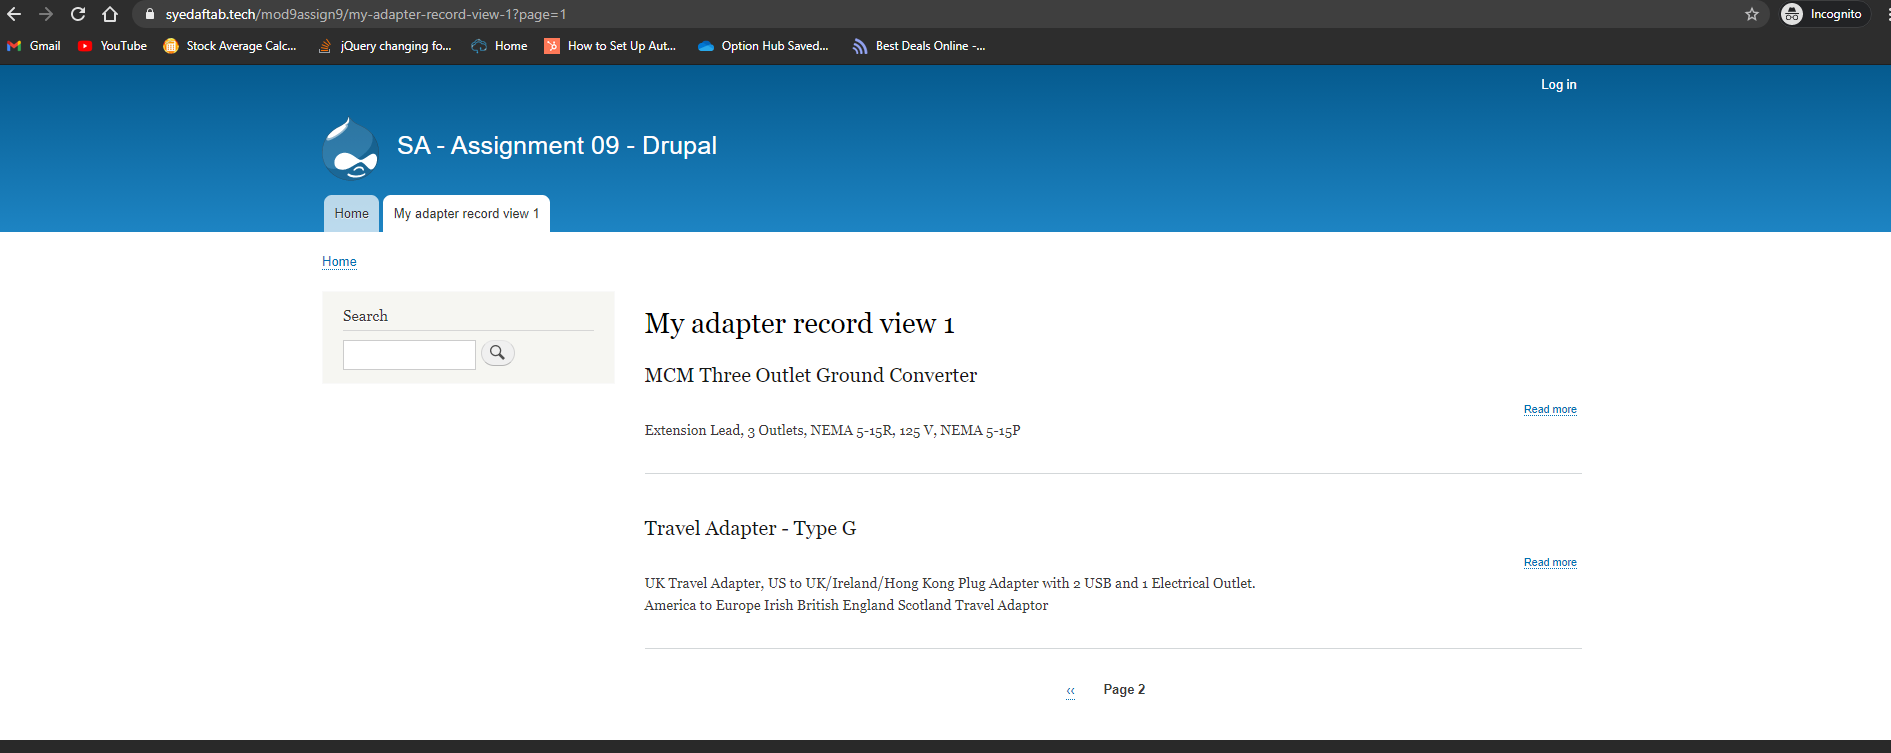 syedaftab.tech/mod9assign9/my-adapter-record-view-1?page=1
Incognito
Gmail YouTube Stock Average Calc... jQuery changing fo... Home How to Set Up Aut... Option Hub Saved... Best Deals Online -...
Log in
SA - Assignment 09 - Drupal
Home My adapter record view 1
Home
Search
My adapter record view 1
MCM Three Outlet Ground Converter
Read more
Extension Lead, 3 Outlets, NEMA 5-15R, 125 V, NEMA 5-15P
Travel Adapter - Type G
Read more
UK Travel Adapter, US to UK/Ireland/Hong Kong Plug Adapter with 2 USB and 1 Electrical Outlet.
America to Europe Irish British England Scotland Travel Adaptor
‹‹ Page 2